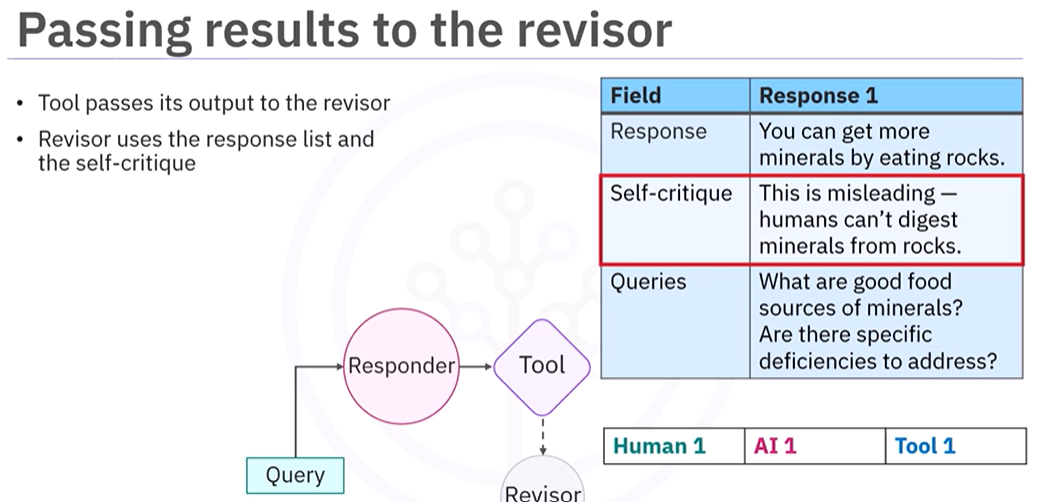 Passing results to the revisor
• Tool passes its output to the revisor
• Revisor uses the response list and
the self-critique
Field Response 1
Response You can get more
minerals by eating rocks.
Self-critique This is misleading —
humans can't digest
minerals from rocks.
Queries What are good food
sources of minerals?
Are there specific
deficiencies to address?
Responder
Tool
Query
Revisor
Human 1 AI 1 Tool 1